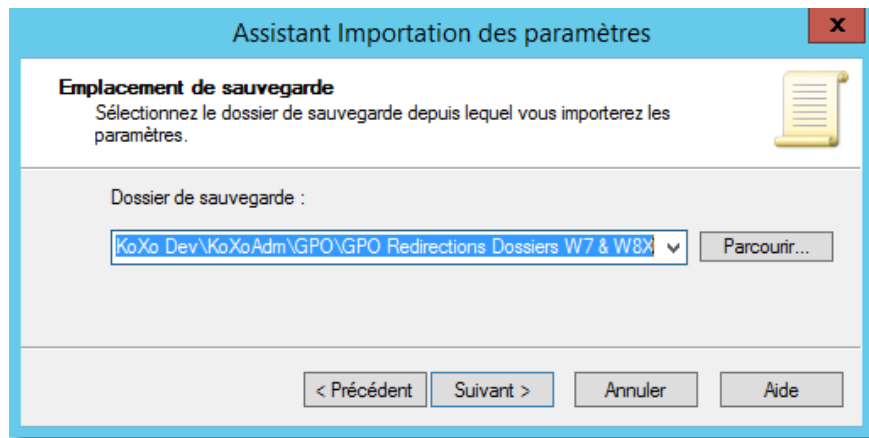 Assistant Importation des paramètres
x
Emplacement de sauvegarde
Sélectionnez le dossier de sauvegarde depuis lequel vous importerez les
paramètres.
Dossier de sauvegarde :
KoXo Dev\KoXoAdm\GPO\GPO Redirections Dossiers W7 & W8X
Parcourir...
< Précédent
Suivant >
Annuler
Aide